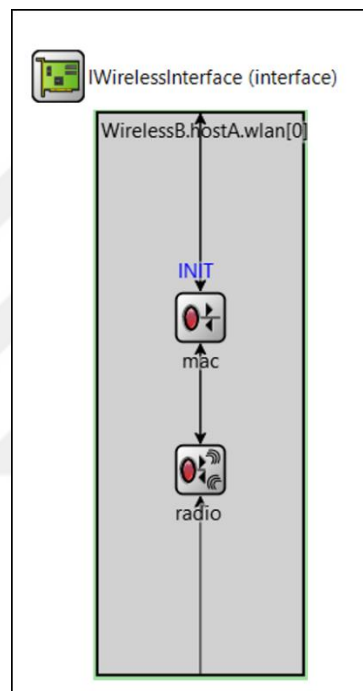 IWirelessInterface (interface)
WirelessB.hostA.wlan[0]
INIT
mac
radio